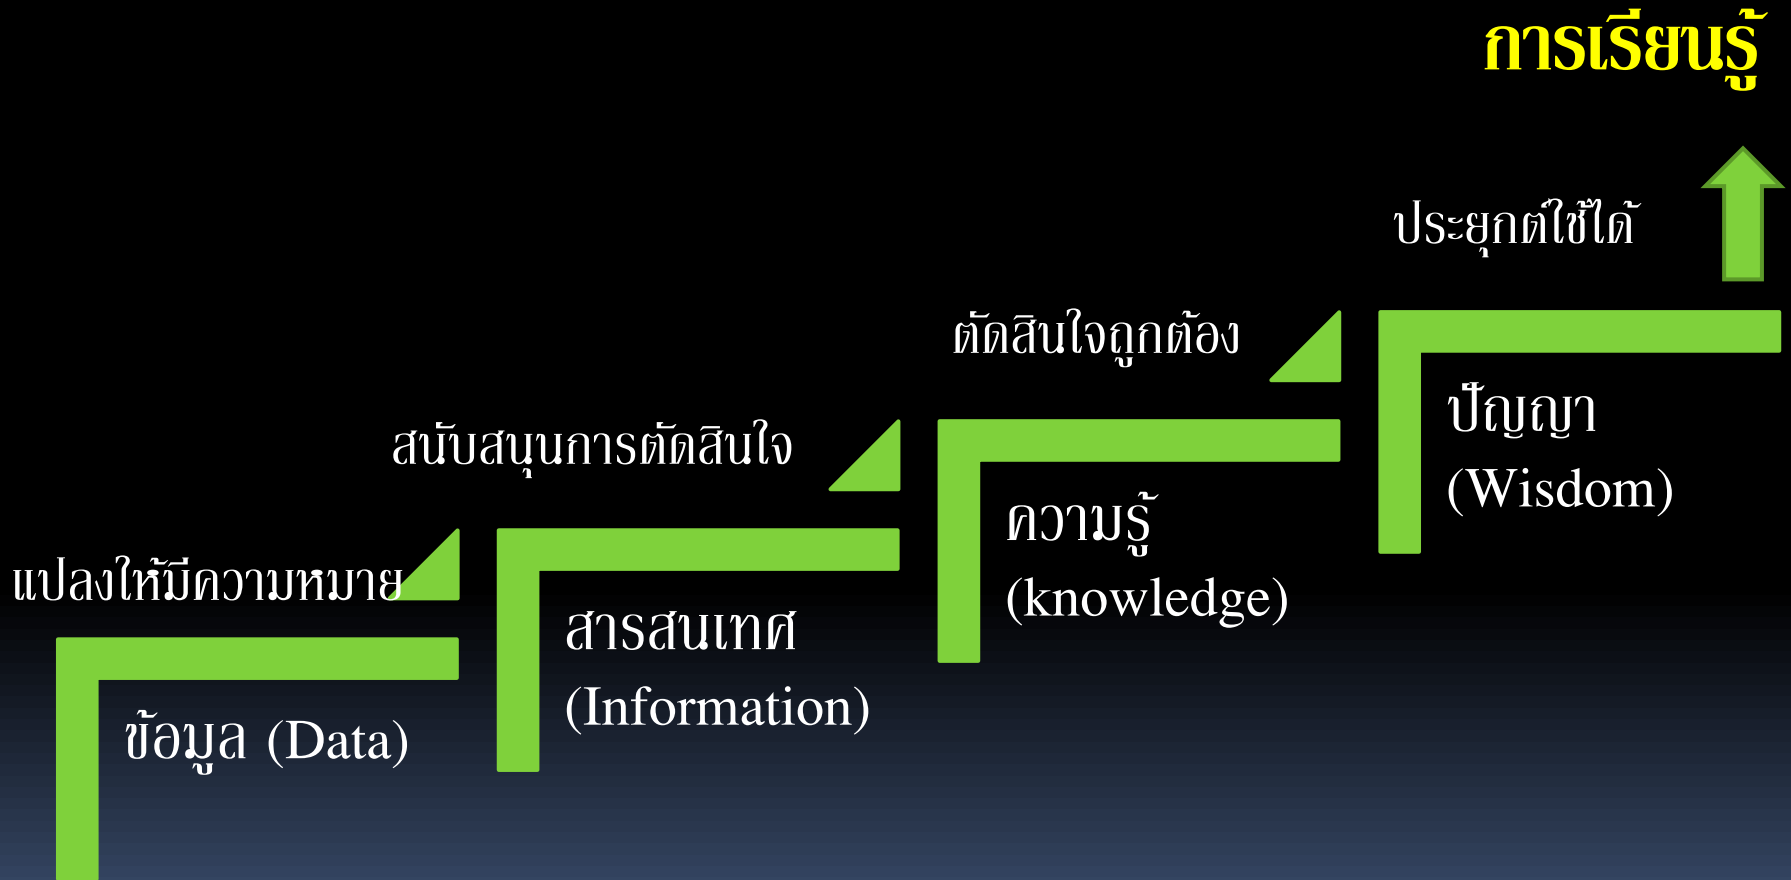 การเรียนรู้
ประยุกต์ใช้ได้
ตัดสินใจถูกต้อง
ปัญญา
(Wisdom)
สนับสนุนการตัดสินใจ
ความรู้
(knowledge)
แปลงให้มีความหมาย
สารสนเทศ
(Information)
ข้อมูล (Data)